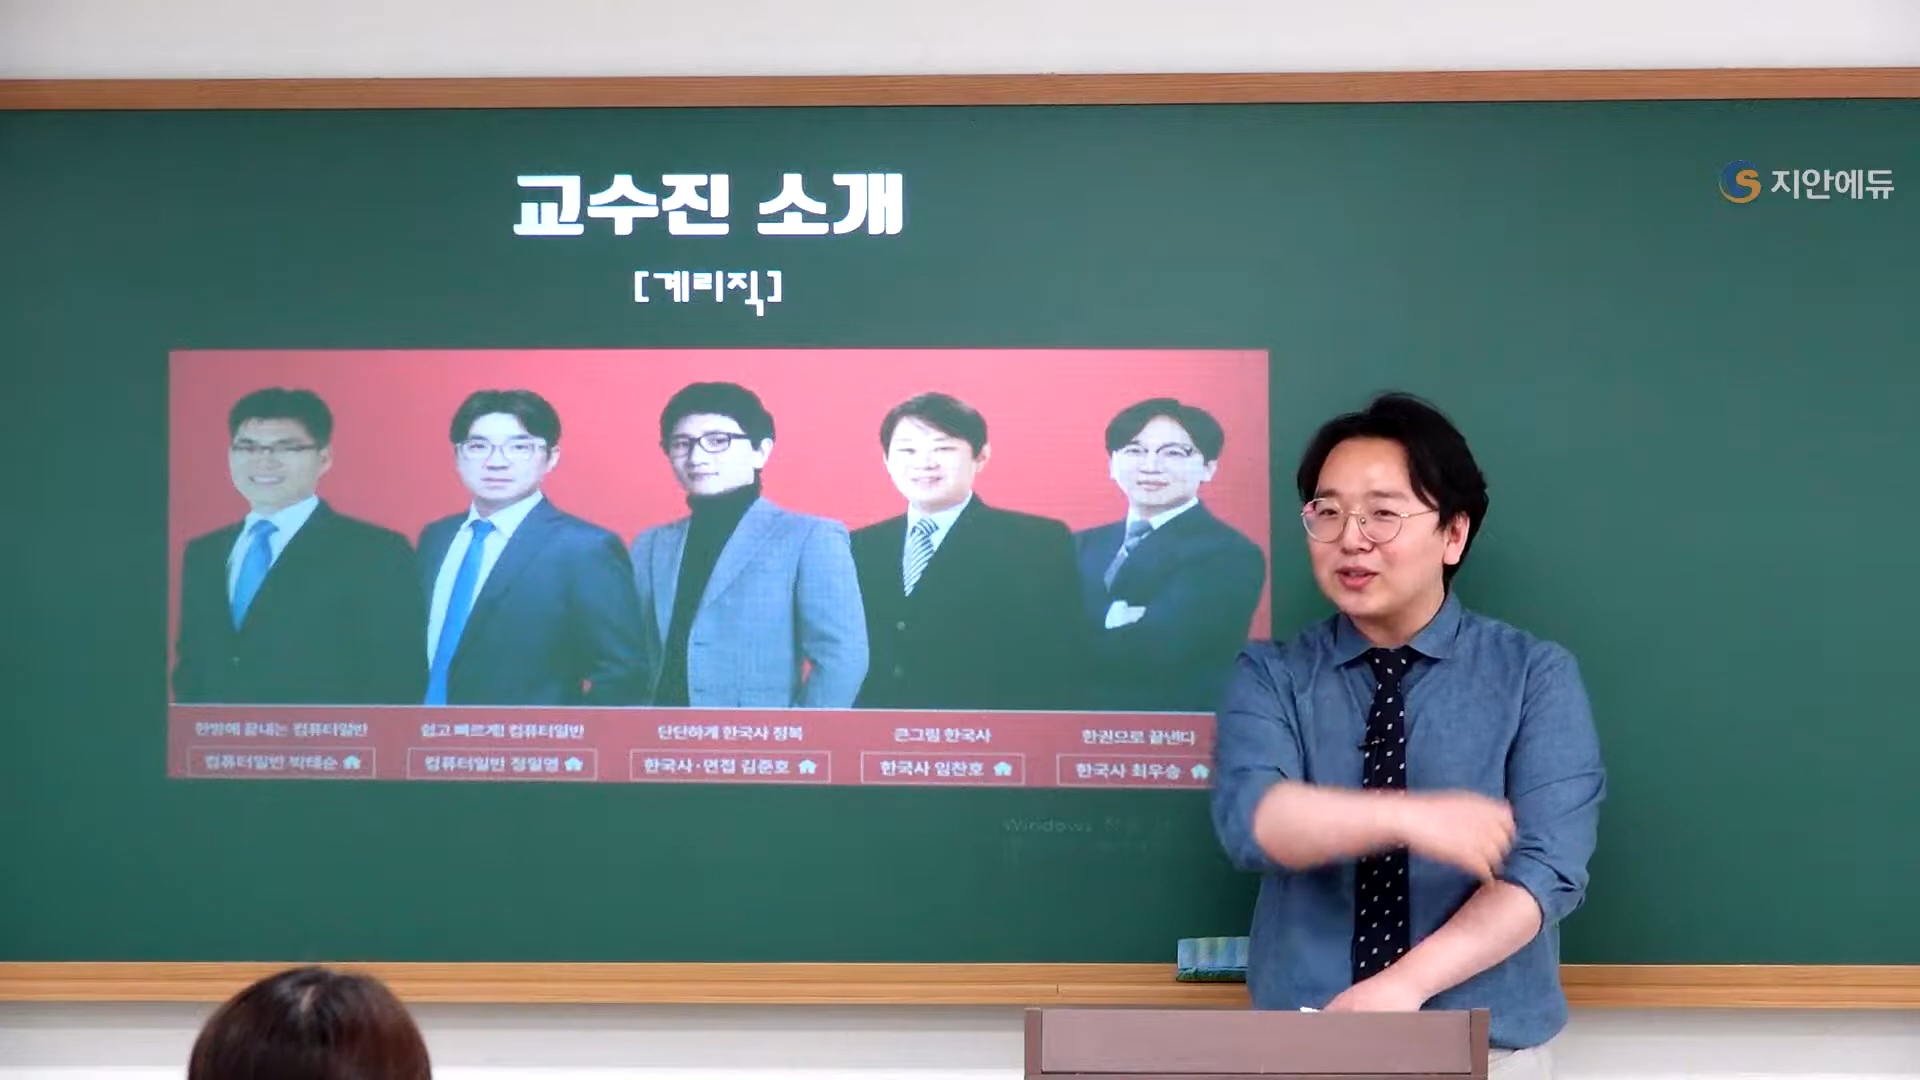 지안에듀
교수진 소개
[계리직]
한방에 끝내는 컴퓨터일반
쉽고 빠르게! 컴퓨터일반
단단하게 한국사 정복
큰그림 한국사
한권으로 끝낸다
컴퓨터일반 박태순
컴퓨터일반 정일영
한국사·면접 김준호
한국사 임찬호
한국사 최우승
Windows